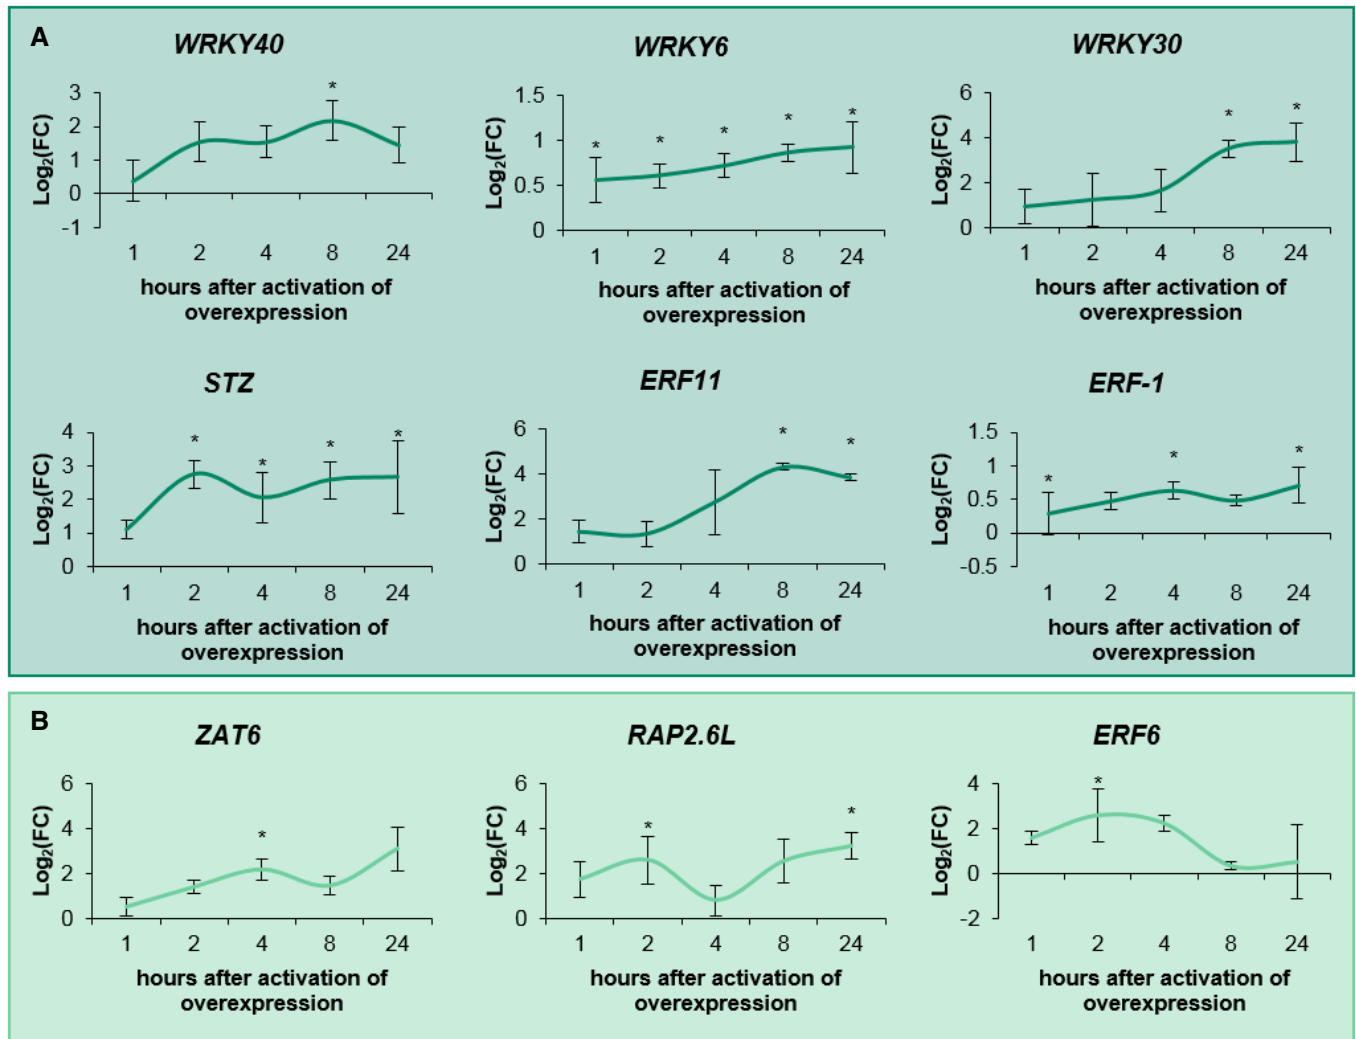 A
WRKY40
WRKY6
WRKY30
Log2(FC)
3
2
1
0
-1
*
1 2 4 8 24
hours after activation of
overexpression
Log2(FC)
1.5
1
0.5
0
* * * * *
1 2 4 8 24
hours after activation of
overexpression
Log2(FC)
6
4
2
0
* *
1 2 4 8 24
hours after activation of
overexpression
STZ
ERF11
ERF-1
Log2(FC)
4
3
2
1
0
* * * *
1 2 4 8 24
hours after activation of
overexpression
Log2(FC)
6
4
2
0
* *
1 2 4 8 24
hours after activation of
overexpression
Log2(FC)
1.5
1
0.5
0
-0.5
* * *
1 2 4 8 24
hours after activation of
overexpression
B
ZAT6
RAP2.6L
ERF6
Log2(FC)
6
4
2
0
*
1 2 4 8 24
hours after activation of
overexpression
Log2(FC)
6
4
2
0
* *
1 2 4 8 24
hours after activation of
overexpression
Log2(FC)
4
2
0
-2
*
1 2 4 8 24
hours after activation of
overexpression